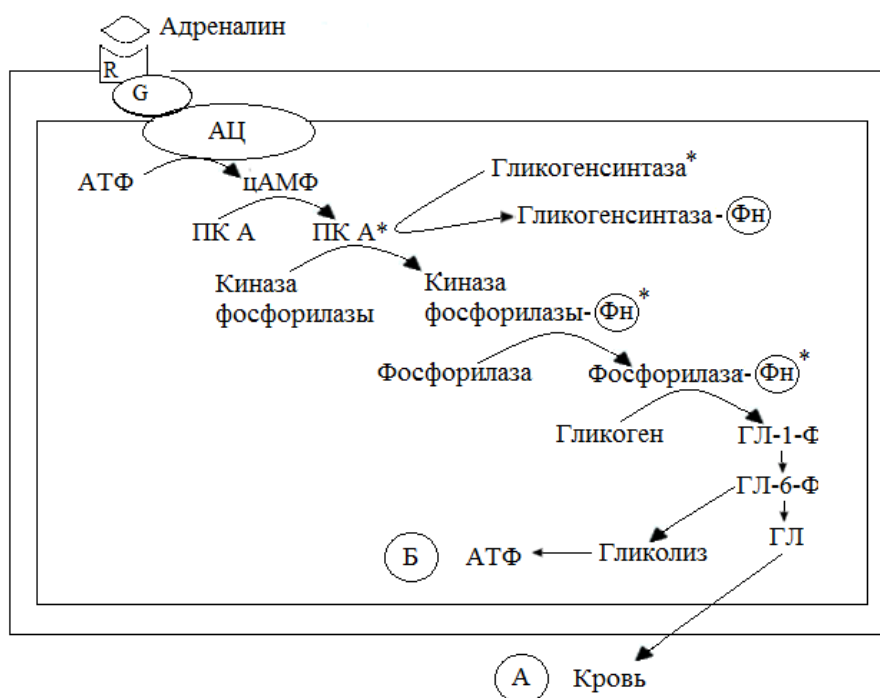 Адреналин
R
G
АЦ
АТФ
цАМФ
Гликогенсинтаза*
Гликогенсинтаза-Фн
ПК А
ПК А*
Киназа
фосфорилазы
Киназа
фосфорилазы-Фн*
Фосфорилаза
Фосфорилаза-Фн*
Гликоген
ГЛ-1-Ф
ГЛ-6-Ф
Б
АТФ
Гликолиз
ГЛ
А
Кровь